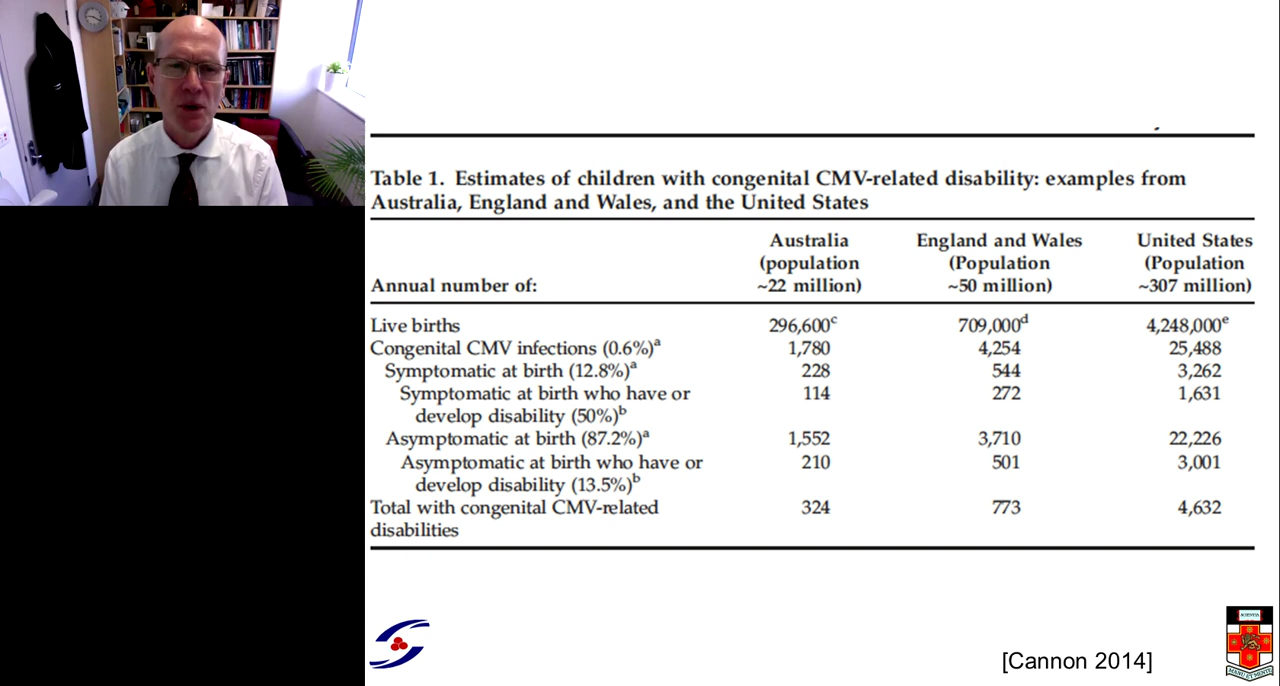 Table 1. Estimates of children with congenital CMV-related disability: examples from
Australia, England and Wales, and the United States
Australia England and Wales United States
(population (Population (Population
Annual number of: ~22 million) ~50 million) ~307 million)
Live births 296,600c 709,000d 4,248,000e
Congenital CMV infections (0.6%)a 1,780 4,254 25,488
Symptomatic at birth (12.8%)a 228 544 3,262
Symptomatic at birth who have or 114 272 1,631
develop disability (50%)b
Asymptomatic at birth (87.2%)a 1,552 3,710 22,226
Asymptomatic at birth who have or 210 501 3,001
develop disability (13.5%)b
Total with congenital CMV-related 324 773 4,632
disabilities
[Cannon 2014]
SCIENTIA
MANU ET MENTE